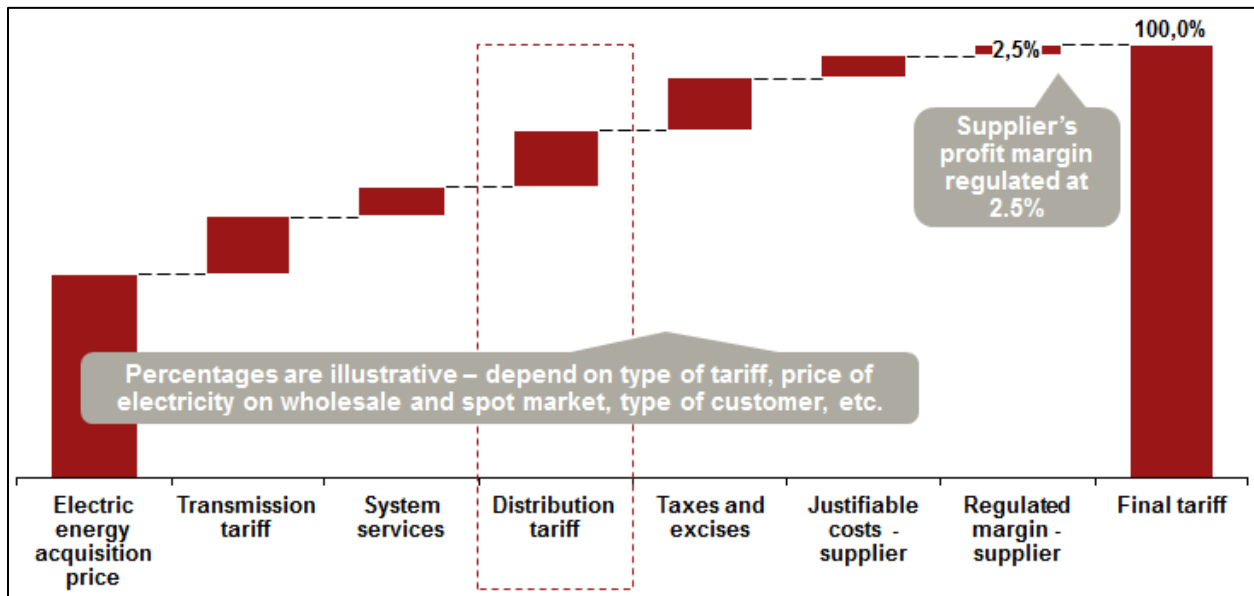 100,0%
2,5%
Supplier’s
profit margin
regulated at
2.5%
Percentages are illustrative – depend on type of tariff, price of
electricity on wholesale and spot market, type of customer, etc.
Electric
energy
acquisition
price
Transmission
tariff
System
services
Distribution
tariff
Taxes and
excises
Justifiable
costs -
supplier
Regulated
margin -
supplier
Final tariff